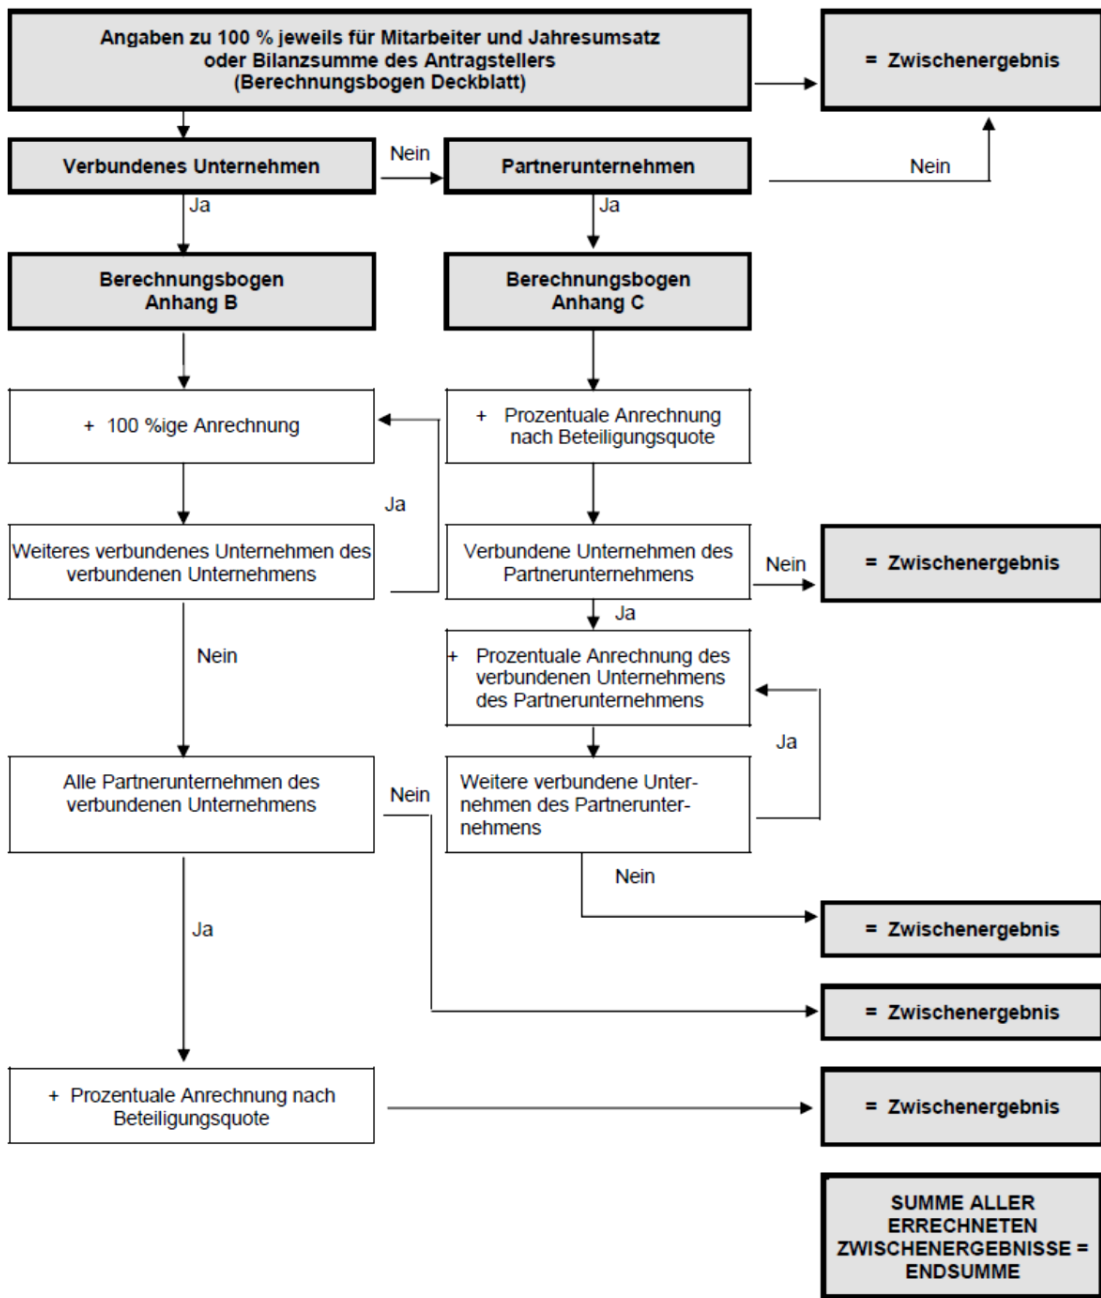 Angaben zu 100 % jeweils für Mitarbeiter und Jahresumsatz
oder Bilanzsumme des Antragstellers
(Berechnungsbogen Deckblatt)
= Zwischenergebnis
Verbundenes Unternehmen
Nein
Partnerunternehmen
Nein
Ja
Ja
Berechnungsbogen
Anhang B
Berechnungsbogen
Anhang C
+ 100 %ige Anrechnung
+ Prozentuale Anrechnung
nach Beteiligungsquote
Ja
Weiteres verbundenes Unternehmen des
verbundenen Unternehmens
Verbundene Unternehmen des
Partnerunternehmens
Nein
= Zwischenergebnis
Ja
Nein
+ Prozentuale Anrechnung des
verbundenen Unternehmens
des Partnerunternehmens
Ja
Alle Partnerunternehmen des
verbundenen Unternehmens
Nein
Weitere verbundene Unter-
nehmen des Partnerunter-
nehmens
Nein
Ja
= Zwischenergebnis
= Zwischenergebnis
+ Prozentuale Anrechnung nach
Beteiligungsquote
= Zwischenergebnis
SUMME ALLER
ERRECHNETEN
ZWISCHENERGEBNISSE =
ENDSUMME